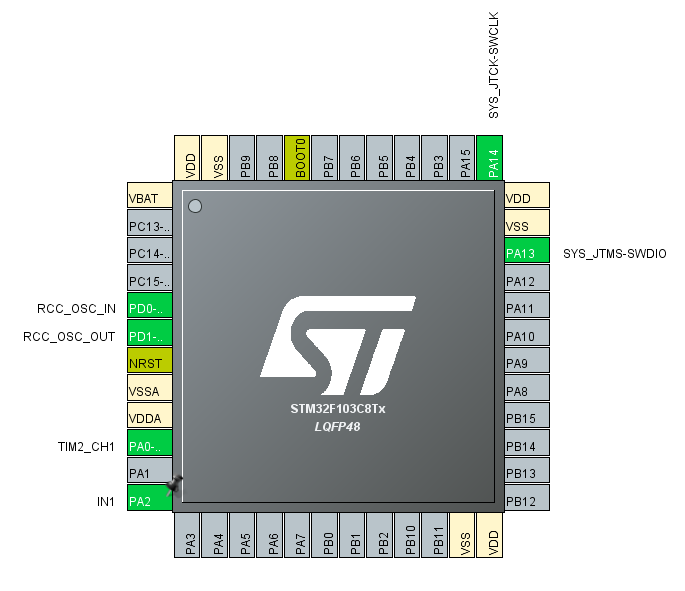 SYS_JTCK-SWCLK
VDD
VSS
PB9
PB8
BOOT0
PB7
PB6
PB5
PB4
PB3
PA15
PA14
VBAT
PC13-..
PC14-..
PC15-..
RCC_OSC_IN PD0-..
RCC_OSC_OUT PD1-..
NRST
VSSA
VDDA
TIM2_CH1 PA0-..
PA1
IN1 PA2
VDD
VSS
PA13 SYS_JTMS-SWDIO
PA12
PA11
PA10
PA9
PA8
PB15
PB14
PB13
PB12
ST
STM32F103C8Tx
LQFP48
PA3
PA4
PA5
PA6
PA7
PB0
PB1
PB2
PB10
PB11
VSS
VDD